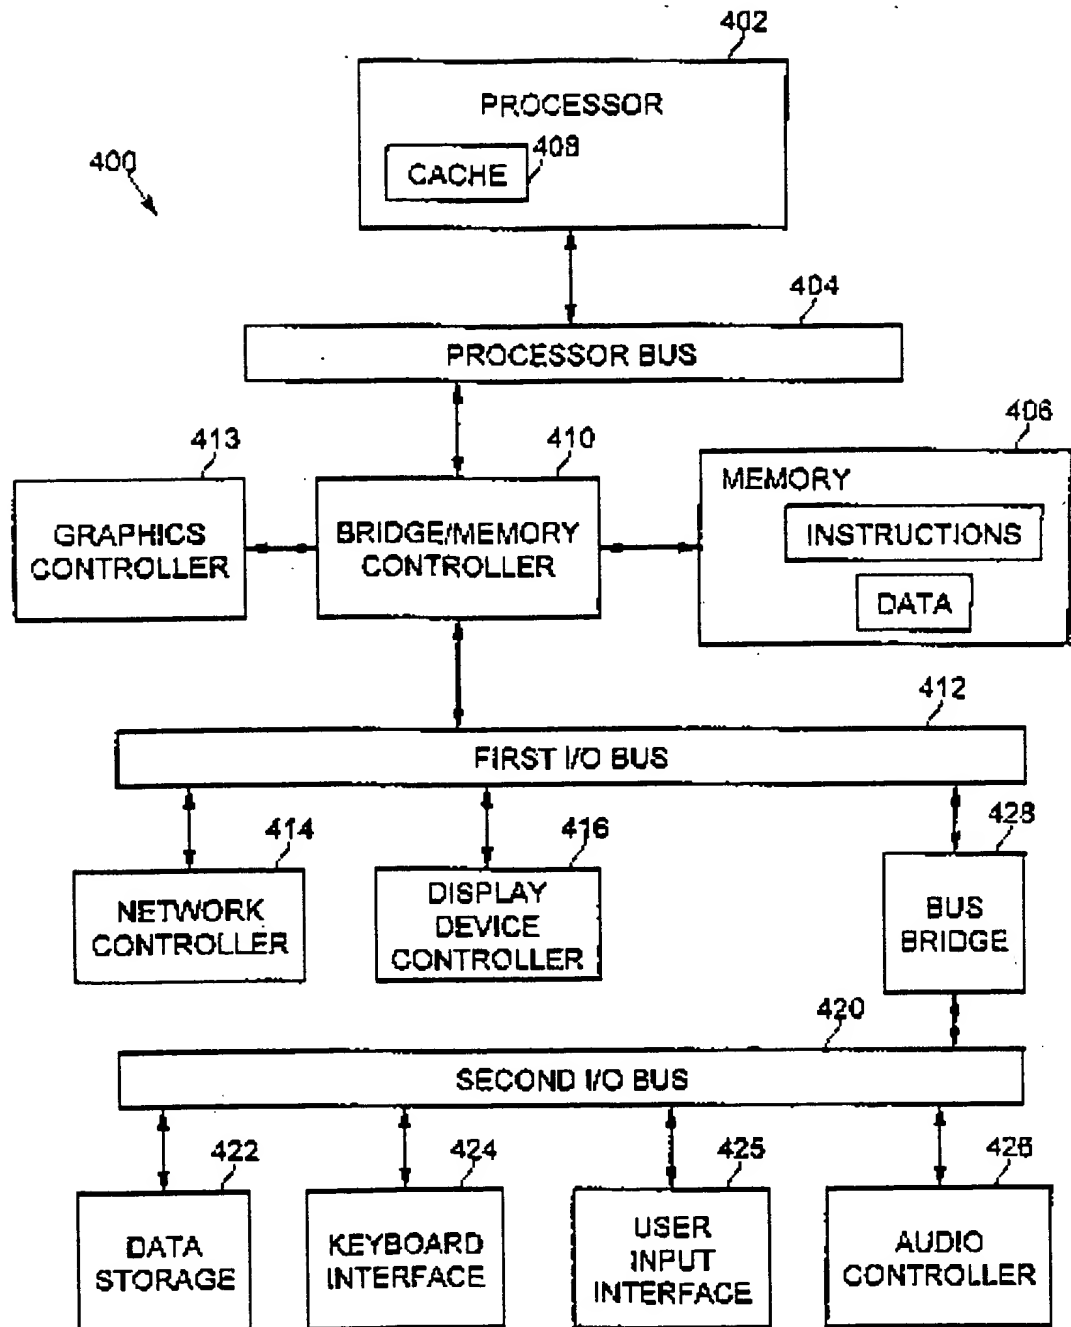 402
PROCESSOR
408
CACHE
400
404
PROCESSOR BUS
413
410
406
GRAPHICS
CONTROLLER
BRIDGE/MEMORY
CONTROLLER
MEMORY
INSTRUCTIONS
DATA
412
FIRST I/O BUS
414
416
428
NETWORK
CONTROLLER
DISPLAY
DEVICE
CONTROLLER
BUS
BRIDGE
420
SECOND I/O BUS
422
424
425
426
DATA
STORAGE
KEYBOARD
INTERFACE
USER
INPUT
INTERFACE
AUDIO
CONTROLLER